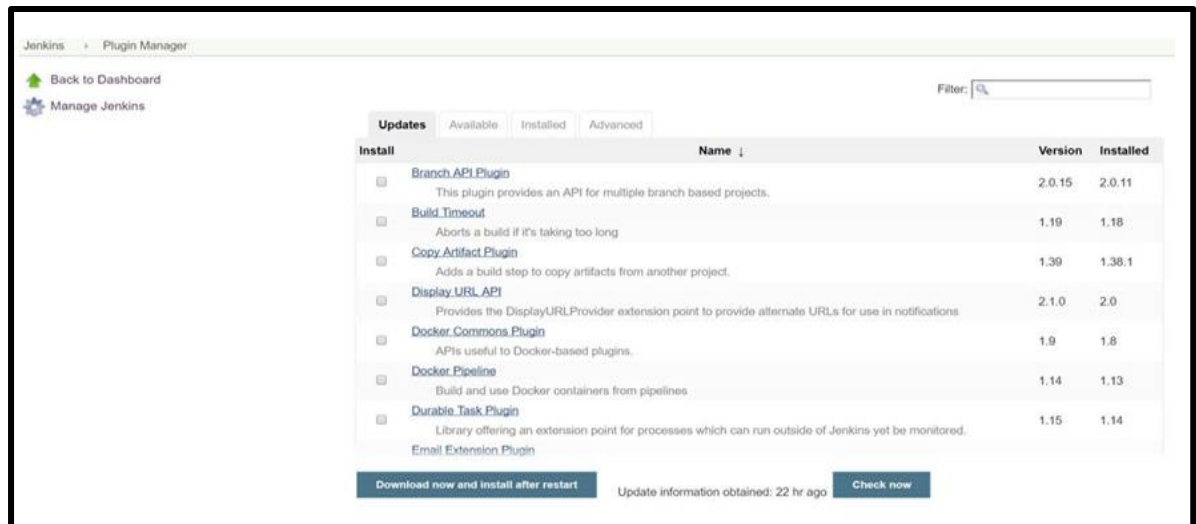 Jenkins › Plugin Manager
Back to Dashboard
Manage Jenkins
Filter:
Updates Available Installed Advanced
Install Name ↓ Version Installed
Branch API Plugin
This plugin provides an API for multiple branch based projects.
2.0.15 2.0.11
Build Timeout
Aborts a build if it's taking too long
1.19 1.18
Copy Artifact Plugin
Adds a build step to copy artifacts from another project.
1.39 1.38.1
Display URL API
Provides the DisplayURLProvider extension point to provide alternate URLs for use in notifications
2.1.0 2.0
Docker Commons Plugin
APIs useful to Docker-based plugins.
1.9 1.8
Docker Pipeline
Build and use Docker containers from pipelines
1.14 1.13
Durable Task Plugin
Library offering an extension point for processes which can run outside of Jenkins yet be monitored.
1.15 1.14
Email Extension Plugin
Download now and install after restart Update information obtained: 22 hr ago Check now